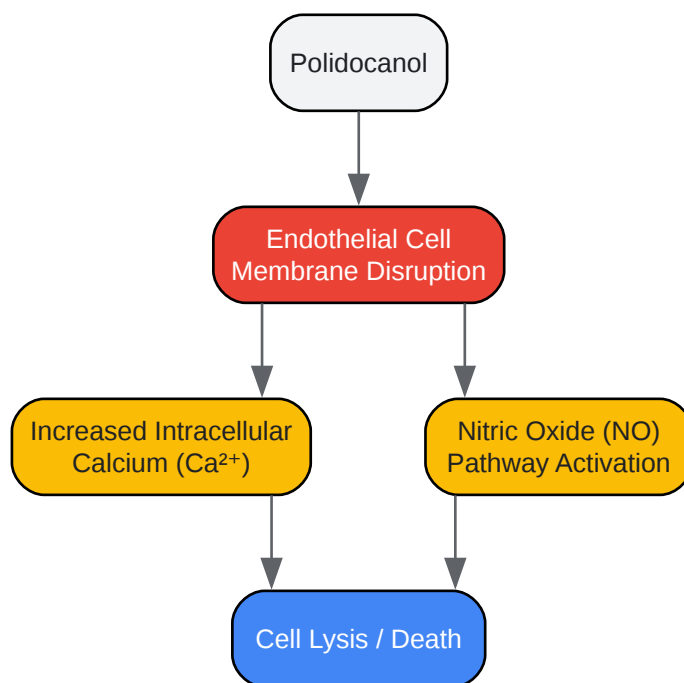 Polidocanol
Endothelial Cell
Membrane Disruption
Increased Intracellular
Calcium (Ca²⁺)
Nitric Oxide (NO)
Pathway Activation
Cell Lysis / Death